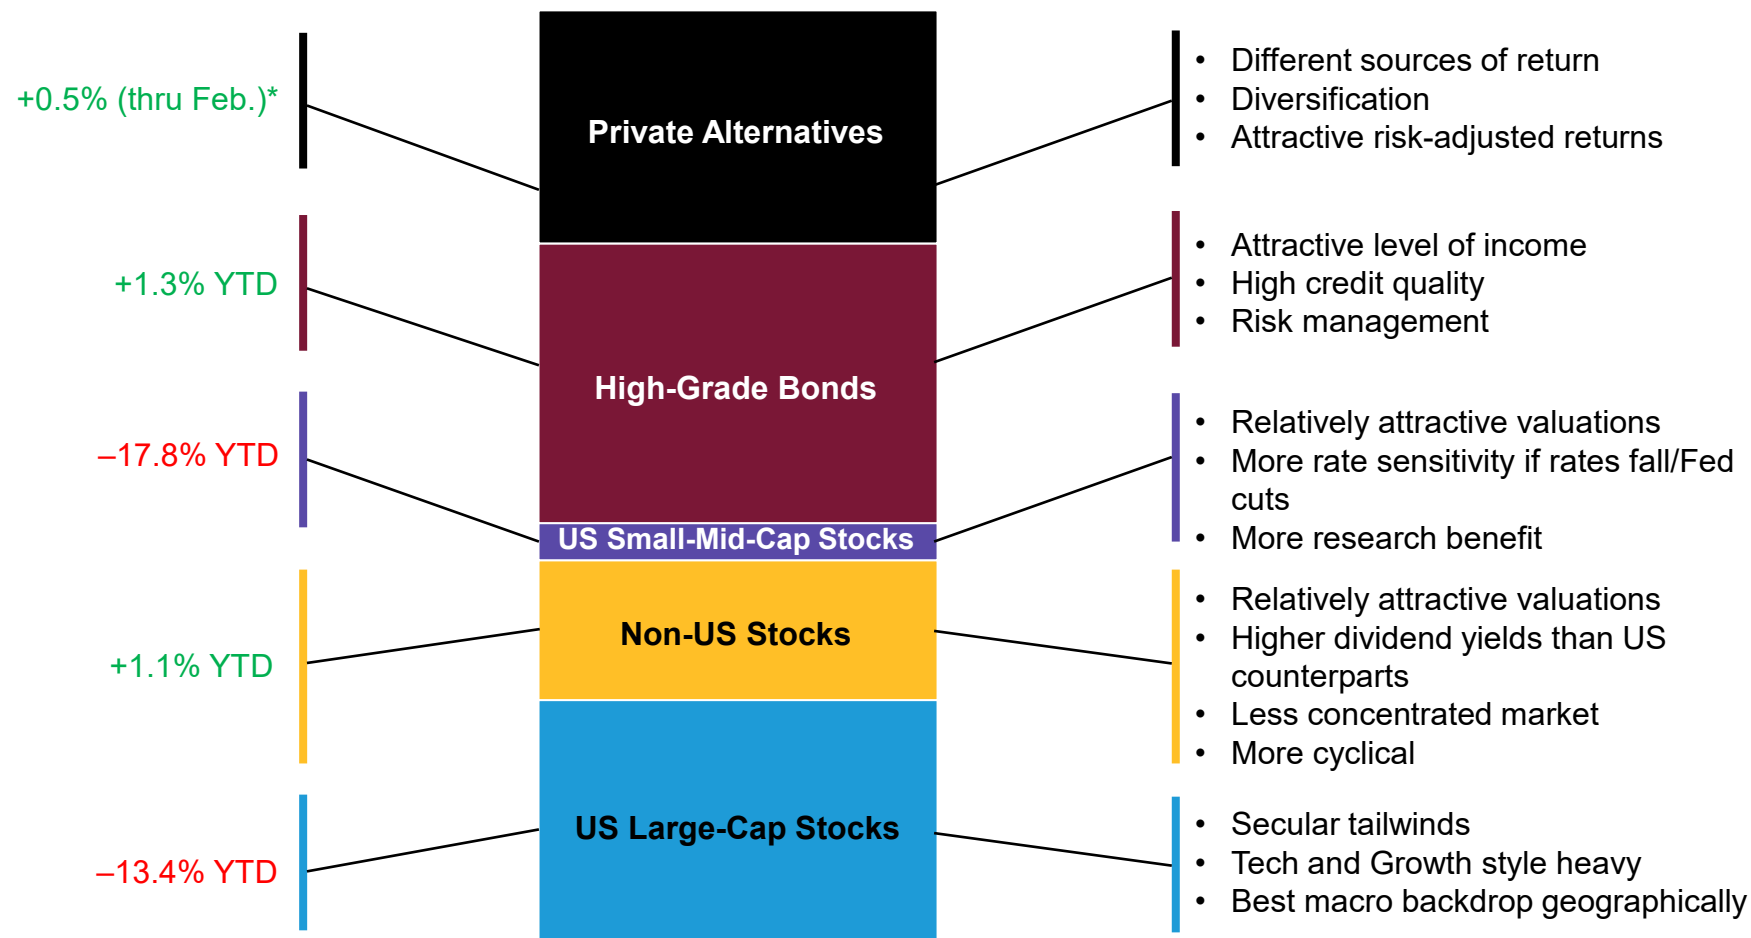 +0.5% (thru Feb.)*
Private Alternatives
• Different sources of return
• Diversification
• Attractive risk-adjusted returns
+1.3% YTD
High-Grade Bonds
• Attractive level of income
• High credit quality
• Risk management
–17.8% YTD
US Small-Mid-Cap Stocks
• Relatively attractive valuations
• More rate sensitivity if rates fall/Fed
cuts
• More research benefit
+1.1% YTD
Non-US Stocks
• Relatively attractive valuations
• Higher dividend yields than US
counterparts
• Less concentrated market
• More cyclical
–13.4% YTD
US Large-Cap Stocks
• Secular tailwinds
• Tech and Growth style heavy
• Best macro backdrop geographically